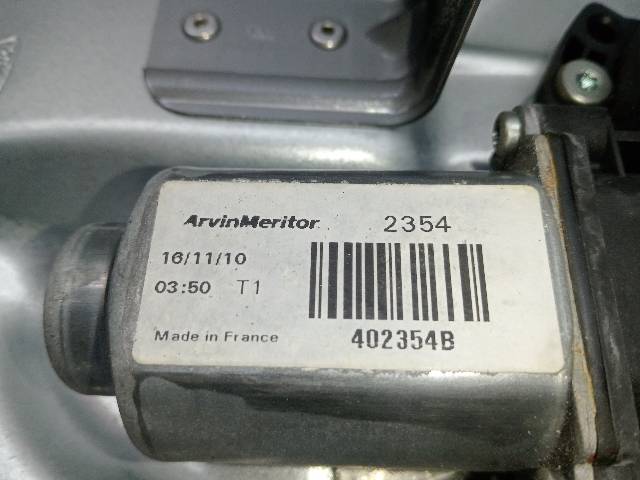 ArvinMeritor 2354
16/11/10
03:50 T1
Made in France 402354B